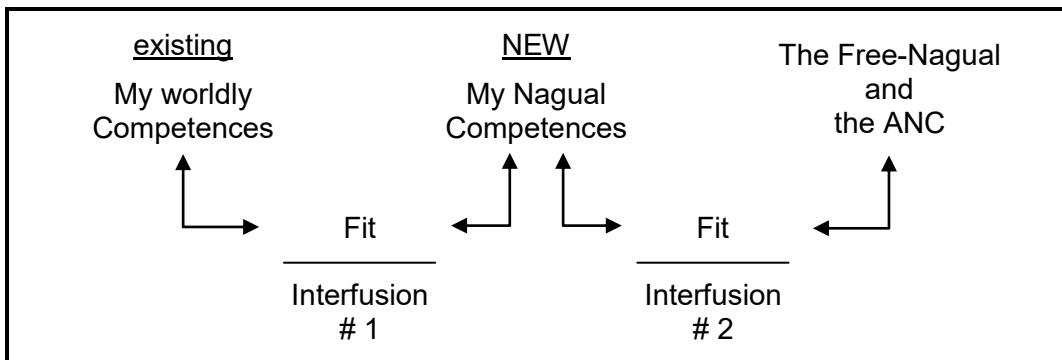 existing
My worldly
Competences
NEW
My Nagual
Competences
The Free-Nagual
and
the ANC
Fit
Interfusion
# 1
Fit
Interfusion
# 2